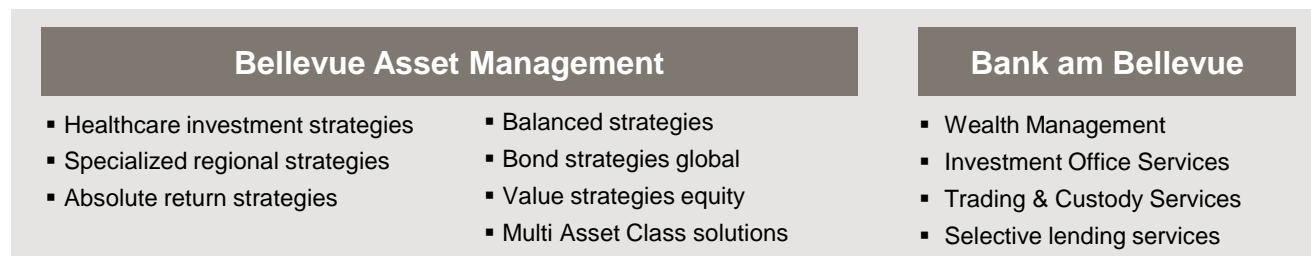 Bellevue Asset Management
▪ Healthcare investment strategies
▪ Specialized regional strategies
▪ Absolute return strategies
▪ Balanced strategies
▪ Bond strategies global
▪ Value strategies equity
▪ Multi Asset Class solutions
Bank am Bellevue
▪ Wealth Management
▪ Investment Office Services
▪ Trading & Custody Services
▪ Selective lending services